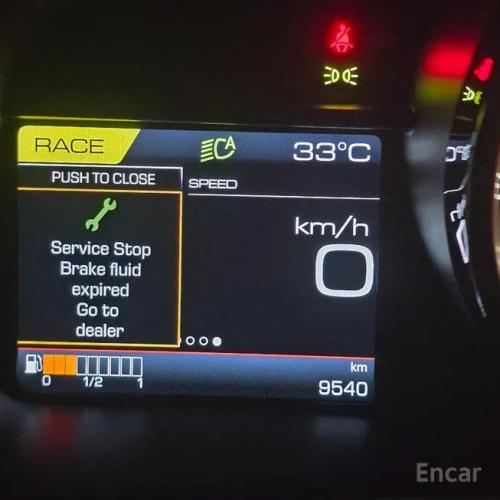 RACE
A
33°C
PUSH TO CLOSE
SPEED
Service Stop
Brake fluid
expired
Go to
dealer
km/h
0
0 1/2 1
km
9540
Encar